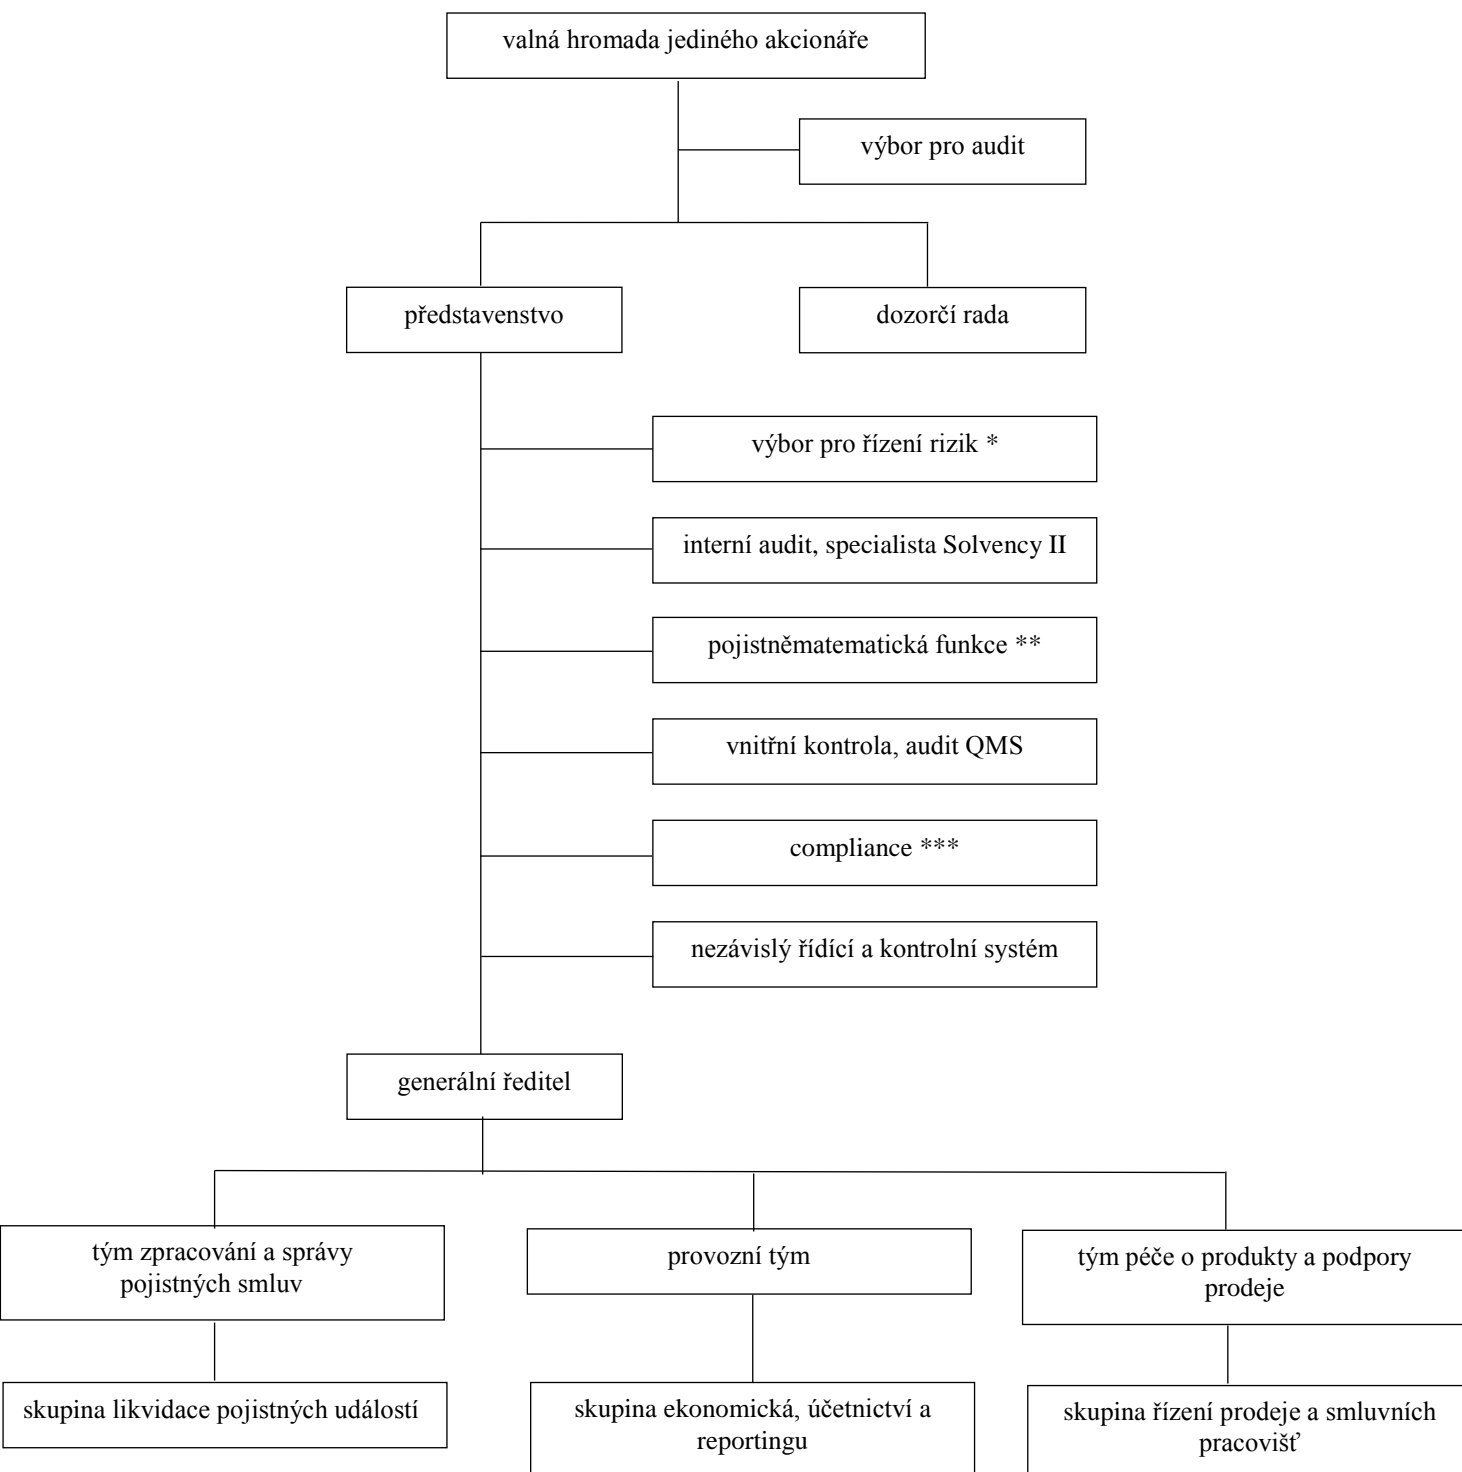 valná hromada jediného akcionáře
výbor pro audit
představenstvo
dozorčí rada
výbor pro řízení rizik *
interní audit, specialista Solvency II
pojistněmatematická funkce **
vnitřní kontrola, audit QMS
compliance ***
nezávislý řídící a kontrolní systém
generální ředitel
tým zpracování a správy
pojistných smluv
provozní tým
tým péče o produkty a podpory
prodeje
skupina likvidace pojistných událostí
skupina ekonomická, účetnictví a
reportingu
skupina řízení prodeje a smluvních
pracovišť